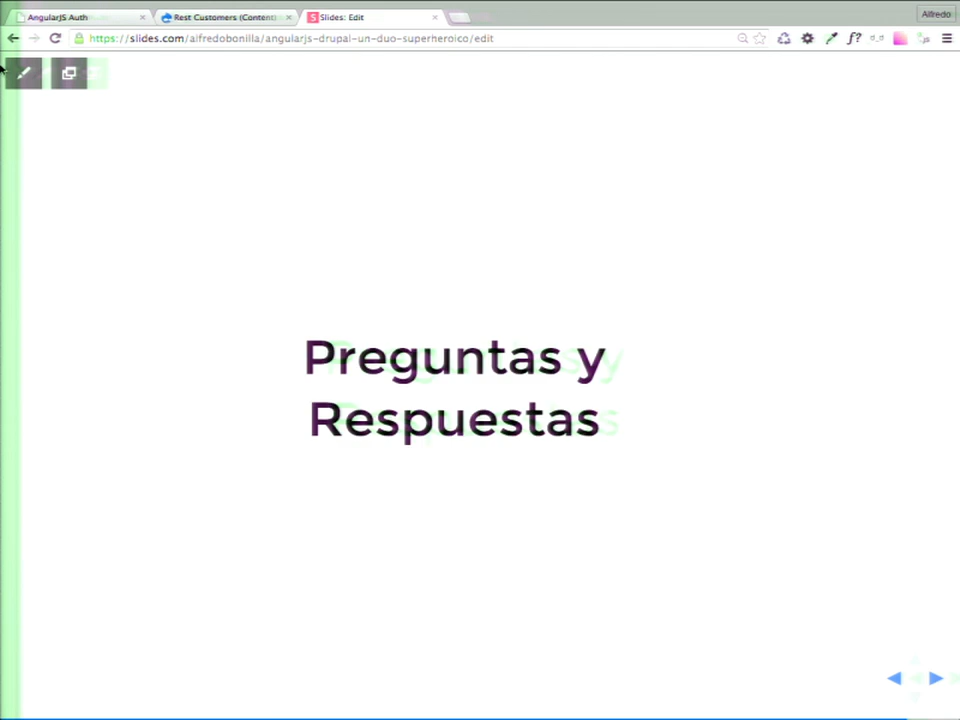 AngularJS Auth
Rest Customers (Content)
Slides: Edit
Alfredo
https://slides.com/alfredobonilla/angularjs-drupal-un-duo-superheroico/edit
f?
Preguntas y
Respuestas